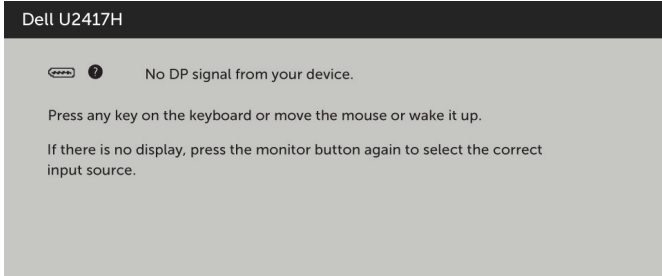 Dell U2417H
? No DP signal from your device.
Press any key on the keyboard or move the mouse or wake it up.
If there is no display, press the monitor button again to select the correct
input source.